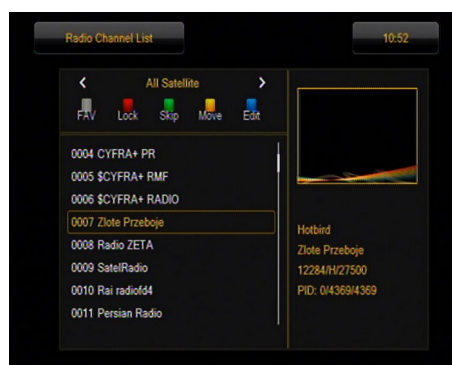 Radio Channel List
10:52
All Satellite
FAV Lock Skip Move Edit
0004 CYFRA+ PR
0005 $CYFRA+ RMF
0006 $CYFRA+ RADIO
0007 Zlote Przeboje
0008 Radio ZETA
0009 SatelRadio
0010 Rai radiofd4
0011 Persian Radio
Hotbird
Zlote Przeboje
12284/H/27500
PID: 0/4369/4369